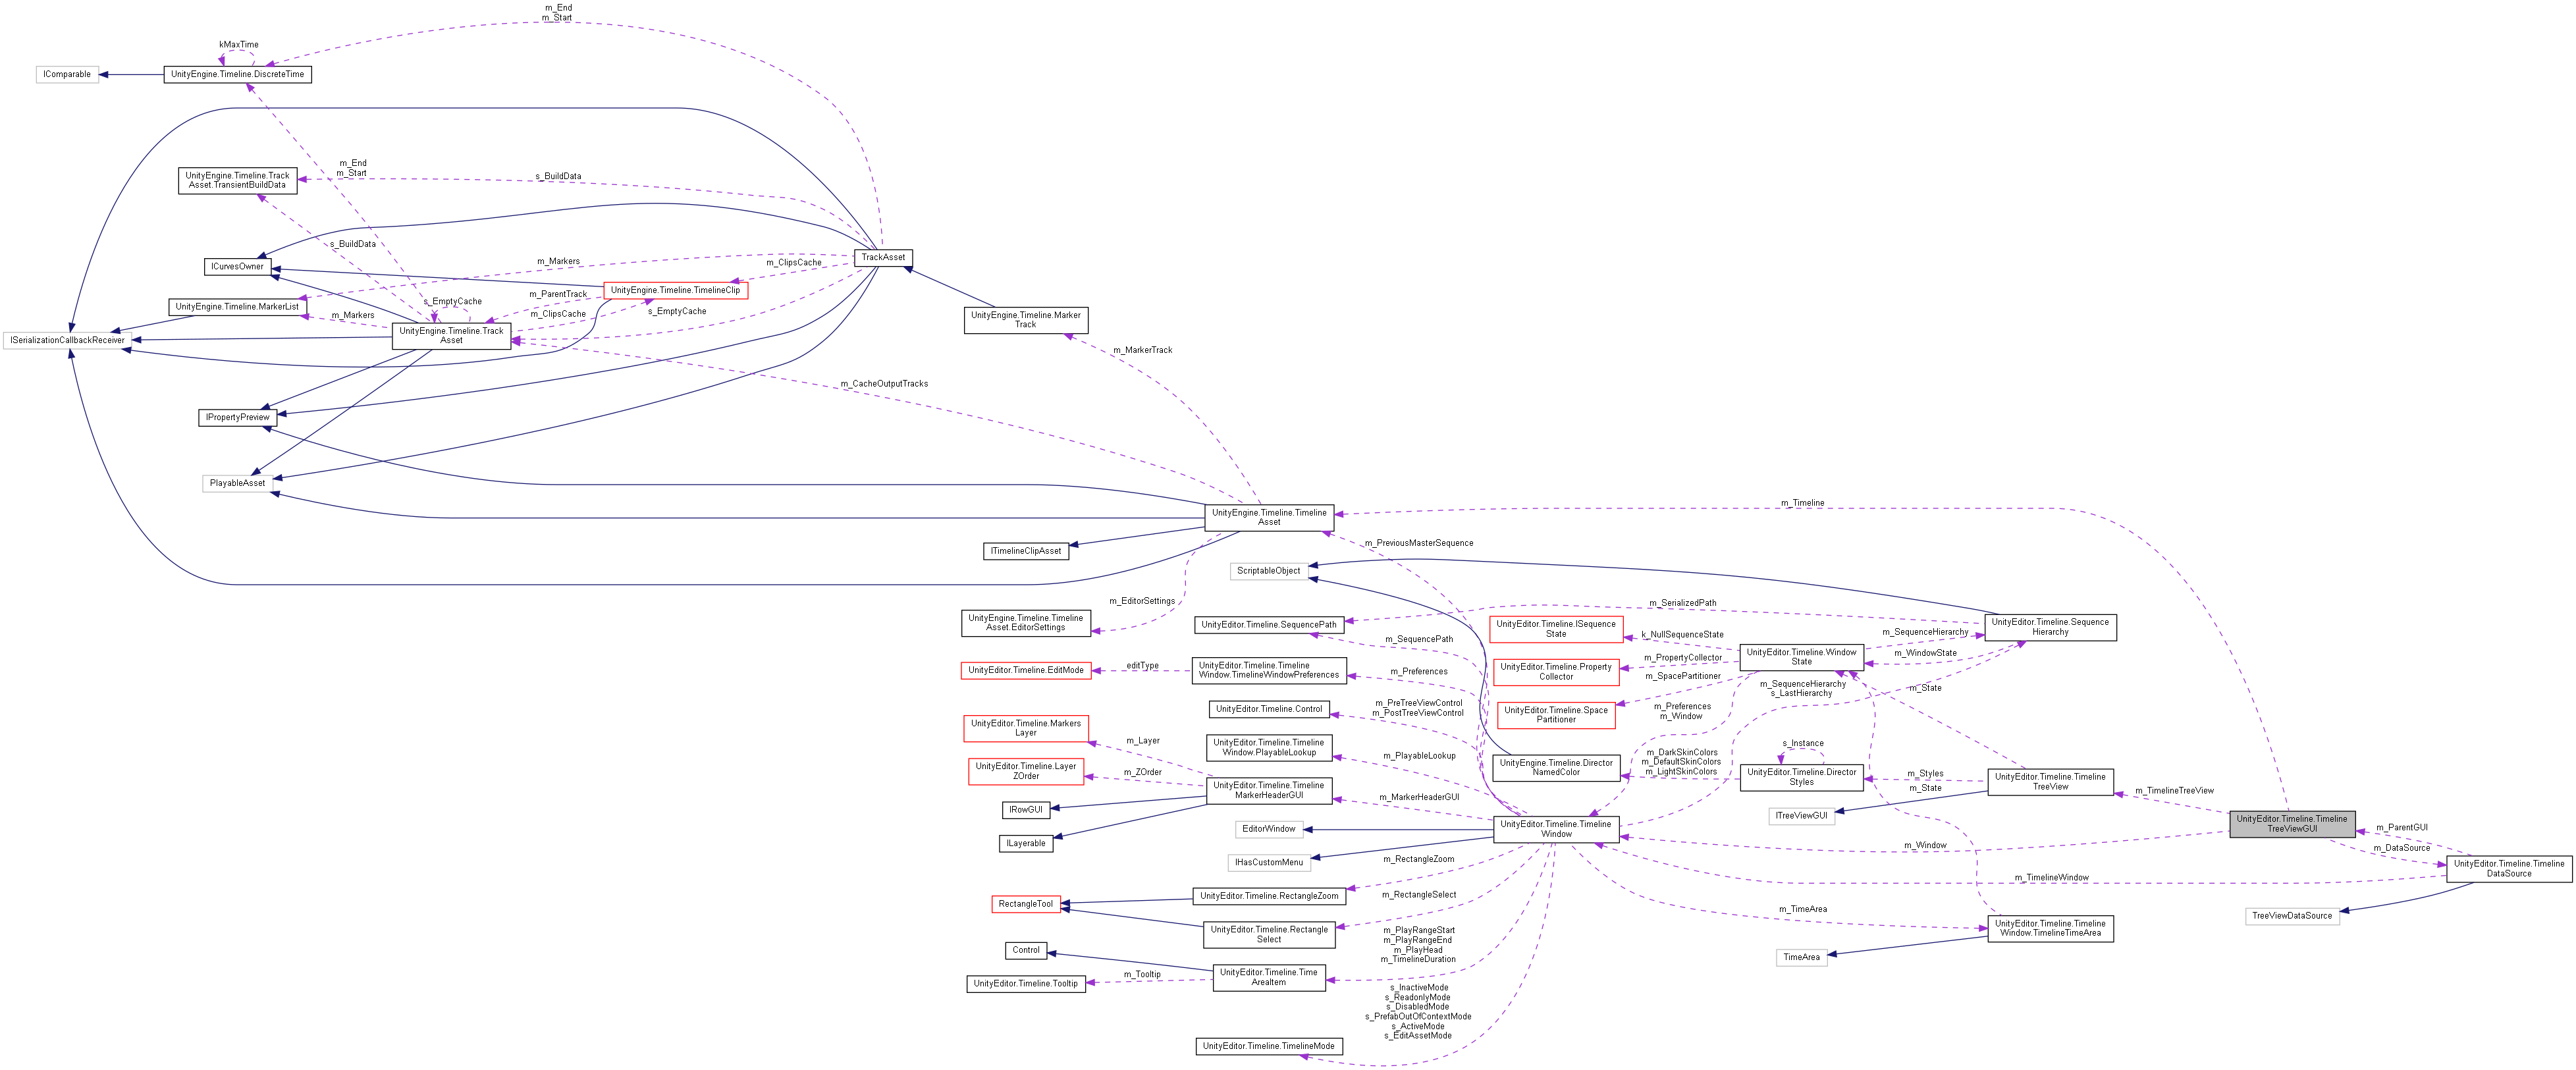 m_End
m_Start
kMaxTime
IComparable
UnityEngine.Timeline.DiscreteTime
m_End
m_Start
UnityEngine.Timeline.Track
Asset.TransientBuildData
s_BuildData
s_BuildData
ICurvesOwner
TrackAsset
m_Markers
m_ClipsCache
UnityEngine.Timeline.TimelineClip
m_ParentTrack
s_EmptyCache
UnityEngine.Timeline.MarkerList
m_Markers
m_ClipsCache
s_EmptyCache
UnityEngine.Timeline.Marker
Track
UnityEngine.Timeline.Track
Asset
ISerializationCallbackReceiver
m_MarkerTrack
m_CacheOutputTracks
IPropertyPreview
PlayableAsset
m_Timeline
UnityEngine.Timeline.Timeline
Asset
ITimelineClipAsset
m_PreviousMasterSequence
ScriptableObject
m_EditorSettings
m_SerializedPath
UnityEngine.Timeline.Timeline
Asset.EditorSettings
UnityEditor.Timeline.SequencePath
UnityEditor.Timeline.ISequence
State
k_NullSequenceState
m_SequenceHierarchy
UnityEditor.Timeline.Sequence
Hierarchy
m_SequencePath
m_WindowState
UnityEditor.Timeline.Window
State
UnityEditor.Timeline.EditMode
editType
UnityEditor.Timeline.Timeline
Window.TimelineWindowPreferences
m_Preferences
UnityEditor.Timeline.Property
Collector
m_PropertyCollector
m_SpacePartitioner
m_SequenceHierarchy
s_LastHierarchy
m_State
UnityEditor.Timeline.Control
m_PreTreeViewControl
m_PostTreeViewControl
UnityEditor.Timeline.Space
Partitioner
m_Preferences
m_Window
UnityEditor.Timeline.Markers
Layer
m_Layer
UnityEditor.Timeline.Timeline
Window.PlayableLookup
m_PlayableLookup
s_Instance
m_DarkSkinColors
m_DefaultSkinColors
m_LightSkinColors
UnityEditor.Timeline.Layer
ZOrder
m_ZOrder
UnityEngine.Timeline.Director
NamedColor
UnityEditor.Timeline.Director
Styles
m_Styles
m_State
UnityEditor.Timeline.Timeline
TreeView
UnityEditor.Timeline.Timeline
MarkerHeaderGUI
m_MarkerHeaderGUI
m_TimelineTreeView
IRowGUI
ITreeViewGUI
UnityEditor.Timeline.Timeline
TreeViewGUI
m_ParentGUI
ILayerable
EditorWindow
UnityEditor.Timeline.Timeline
Window
m_Window
m_DataSource
IHasCustomMenu
m_RectangleZoom
UnityEditor.Timeline.Timeline
DataSource
m_TimelineWindow
RectangleTool
UnityEditor.Timeline.RectangleZoom
m_RectangleSelect
m_TimeArea
TreeViewDataSource
UnityEditor.Timeline.Rectangle
Select
UnityEditor.Timeline.Timeline
Window.TimelineTimeArea
m_PlayRangeStart
m_PlayRangeEnd
m_PlayHead
m_TimelineDuration
Control
TimeArea
UnityEditor.Timeline.Tooltip
m_Tooltip
UnityEditor.Timeline.Time
AreaItem
s_InactiveMode
s_ReadonlyMode
s_DisabledMode
s_PrefabOutOfContextMode
s_ActiveMode
s_EditAssetMode
UnityEditor.Timeline.TimelineMode